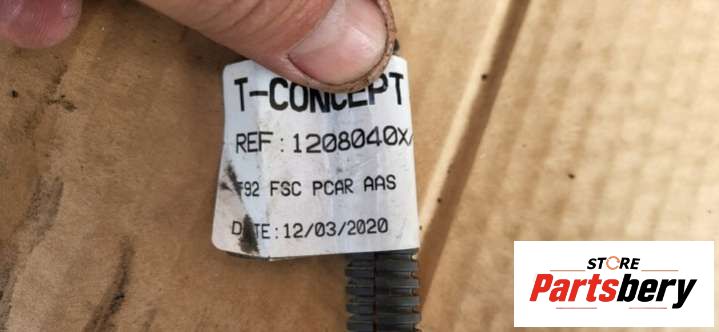 T-CONCEPT
REF: 1208040X
F92 FSC PCAR AAS
DATE: 12/03/2020
STORE
Partsbery